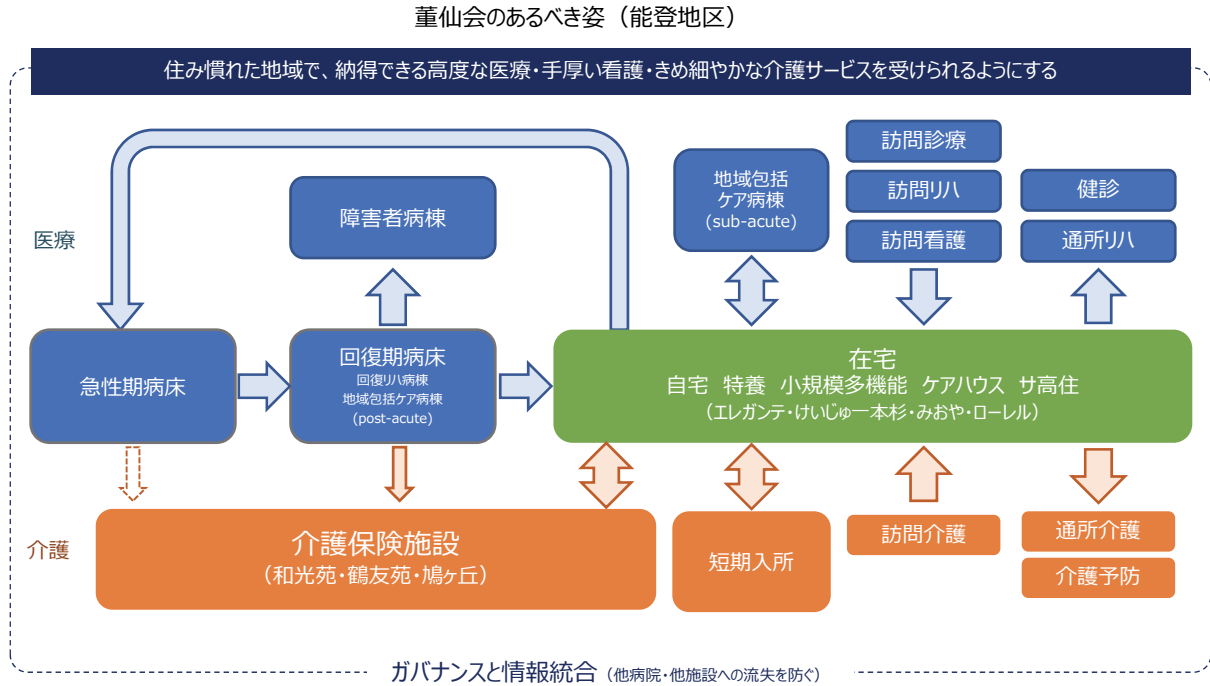 董仙会のあるべき姿（能登地区）
住み慣れた地域で、納得できる高度な医療・手厚い看護・きめ細やかな介護サービスを受けられるようにする
医療
障害者病棟
地域包括
ケア病棟
(sub-acute)
訪問診療
訪問リハ
訪問看護
健診
通所リハ
急性期病床
回復期病床
回復リハ病棟
地域包括ケア病棟
(post-acute)
在宅
自宅　特養　小規模多機能　ケアハウス　サ高住
（エレガンテ・けいじゅ一本杉・みおや・ローレル）
介護
介護保険施設
（和光苑・鶴友苑・鳩ヶ丘）
短期入所
訪問介護
通所介護
介護予防
ガバナンスと情報統合（他病院・他施設への流失を防ぐ）